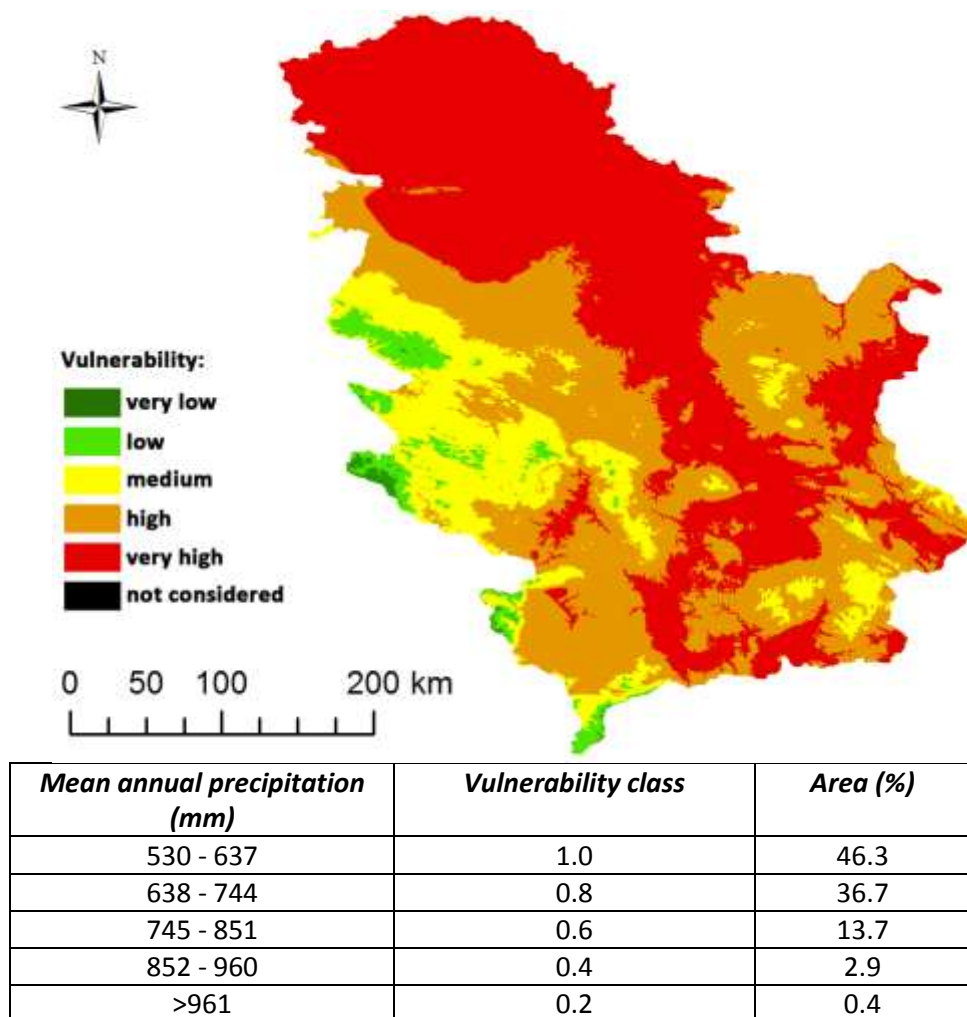 N
Vulnerability:
very low
low
medium
high
very high
not considered
0 50 100 200 km
Mean annual precipitation (mm) Vulnerability class Area (%)
530 - 637 1.0 46.3
638 - 744 0.8 36.7
745 - 851 0.6 13.7
852 - 960 0.4 2.9
>961 0.2 0.4